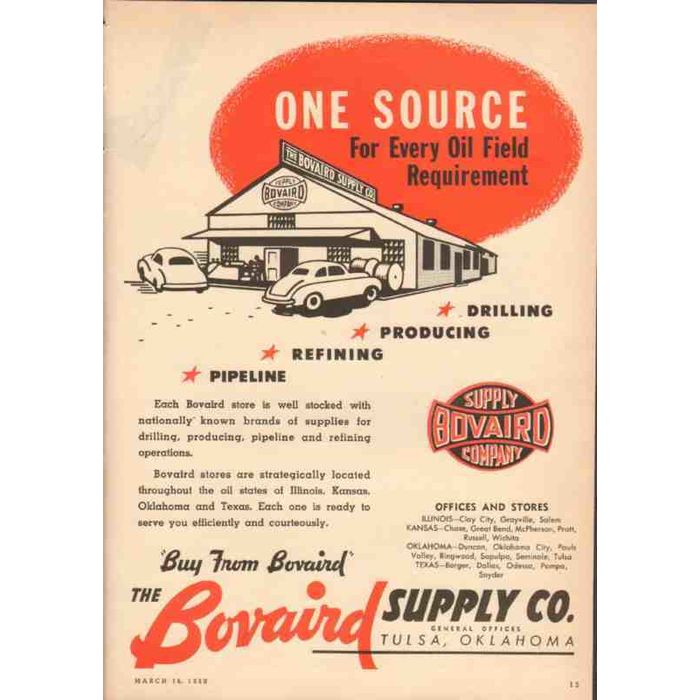 ONE SOURCE
For Every Oil Field
Requirement
THE BOVAIRD SUPPLY CO.
SUPPLY
BOVAIRD
COMPANY
DRILLING
PRODUCING
REFINING
PIPELINE
Each Bovaird store is well stocked with
nationally known brands of supplies for
drilling, producing, pipeline and refining
operations.
Bovaird stores are strategically located
throughout the oil states of Illinois, Kansas,
Oklahoma and Texas. Each one is ready to
serve you efficiently and courteously.
SUPPLY
BOVAIRD
COMPANY
OFFICES AND STORES
ILLINOIS—Clay City, Grayville, Salem
KANSAS—Chase, Great Bend, McPherson, Pratt,
Russell, Wichita
OKLAHOMA—Duncan, Oklahoma City, Pauls
Valley, Ringwood, Sapulpa, Seminole, Tulsa
TEXAS—Borger, Dallas, Odessa, Pampa,
Snyder
"Buy From Bovaird"
THE
Bovaird SUPPLY CO.
GENERAL OFFICES
TULSA, OKLAHOMA
MARCH 16,
15